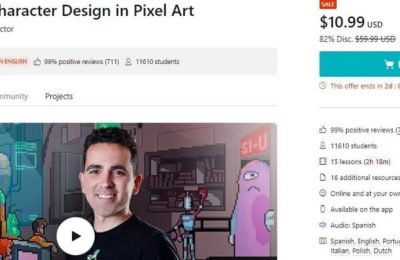 haracter Design in Pixel Art
ctor
N ENGLISH
99% positive reviews (711)
11610 students
mmunity
Projects
SI-U
SALE
$10.99 USD
82% Disc. $59.99 USD
This offer ends in 2d :
99% positive reviews (7
11610 students
15 lessons (2h 18m)
16 additional resources
Online and at your own
Available on the app
Audio: Spanish
Spanish, English, Portug
Italian, Polish, Dutch